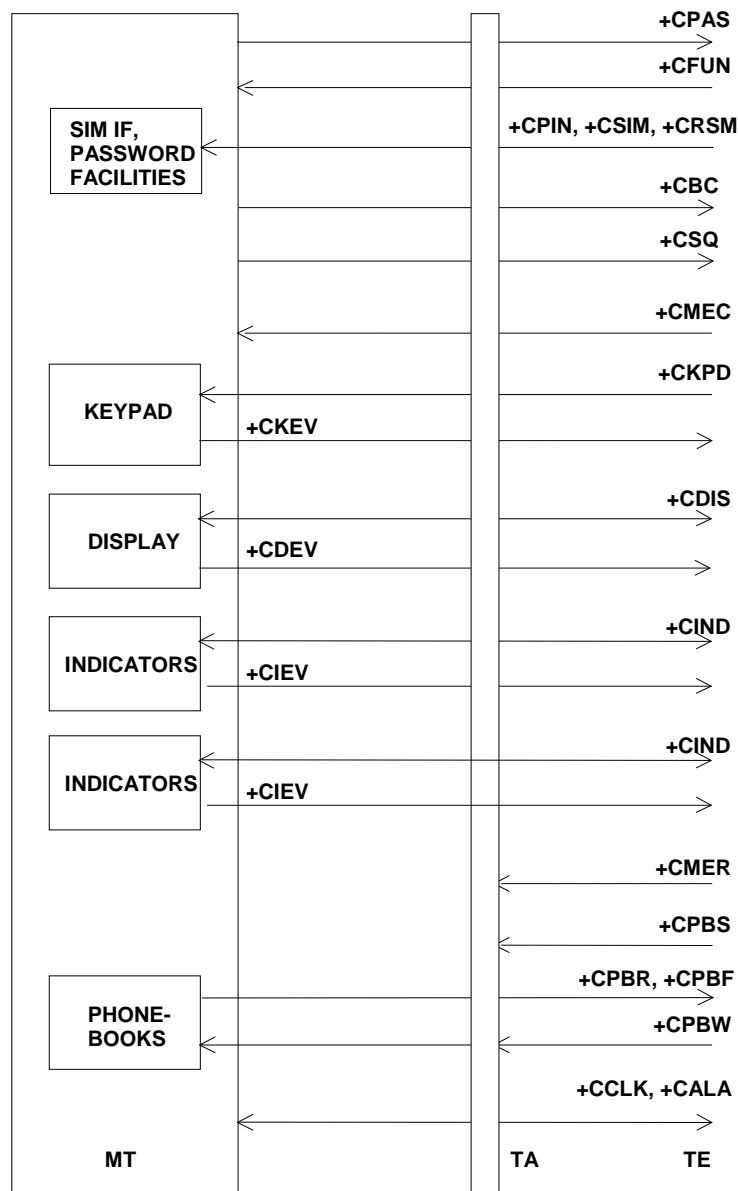 +CPAS
+CFUN
SIM IF,
PASSWORD
FACILITIES
+CPIN, +CSIM, +CRSM
+CBC
+CSQ
+CMEC
+CKPD
KEYPAD
+CKEV
+CDIS
DISPLAY
+CDEV
+CIND
INDICATORS
+CIEV
+CIND
INDICATORS
+CIEV
+CMER
+CPBS
+CPBR, +CPBF
PHONE-
BOOKS
+CPBW
+CCLK, +CALA
MT TA TE